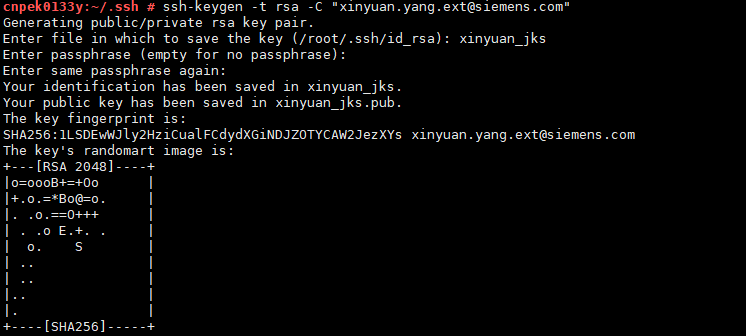 cnpek0133y:~/.ssh # ssh-keygen -t rsa -C "xinyuan.yang.ext@siemens.com"
Generating public/private rsa key pair.
Enter file in which to save the key (/root/.ssh/id_rsa): xinyuan_jks
Enter passphrase (empty for no passphrase):
Enter same passphrase again:
Your identification has been saved in xinyuan_jks.
Your public key has been saved in xinyuan_jks.pub.
The key fingerprint is:
SHA256:1LSDEwWJly2HziCualFCdydXGiNDJZOTYCAW2JezXYs xinyuan.yang.ext@siemens.com
The key's randomart image is:
+---[RSA 2048]----+
|o=oooB+=+Oo      |
|+.o.=*Bo@=o.     |
|. .o.==O+++      |
| . .o E.+. .     |
|  o.    S        |
| ..              |
| ..              |
|..               |
|.                |
+----[SHA256]-----+